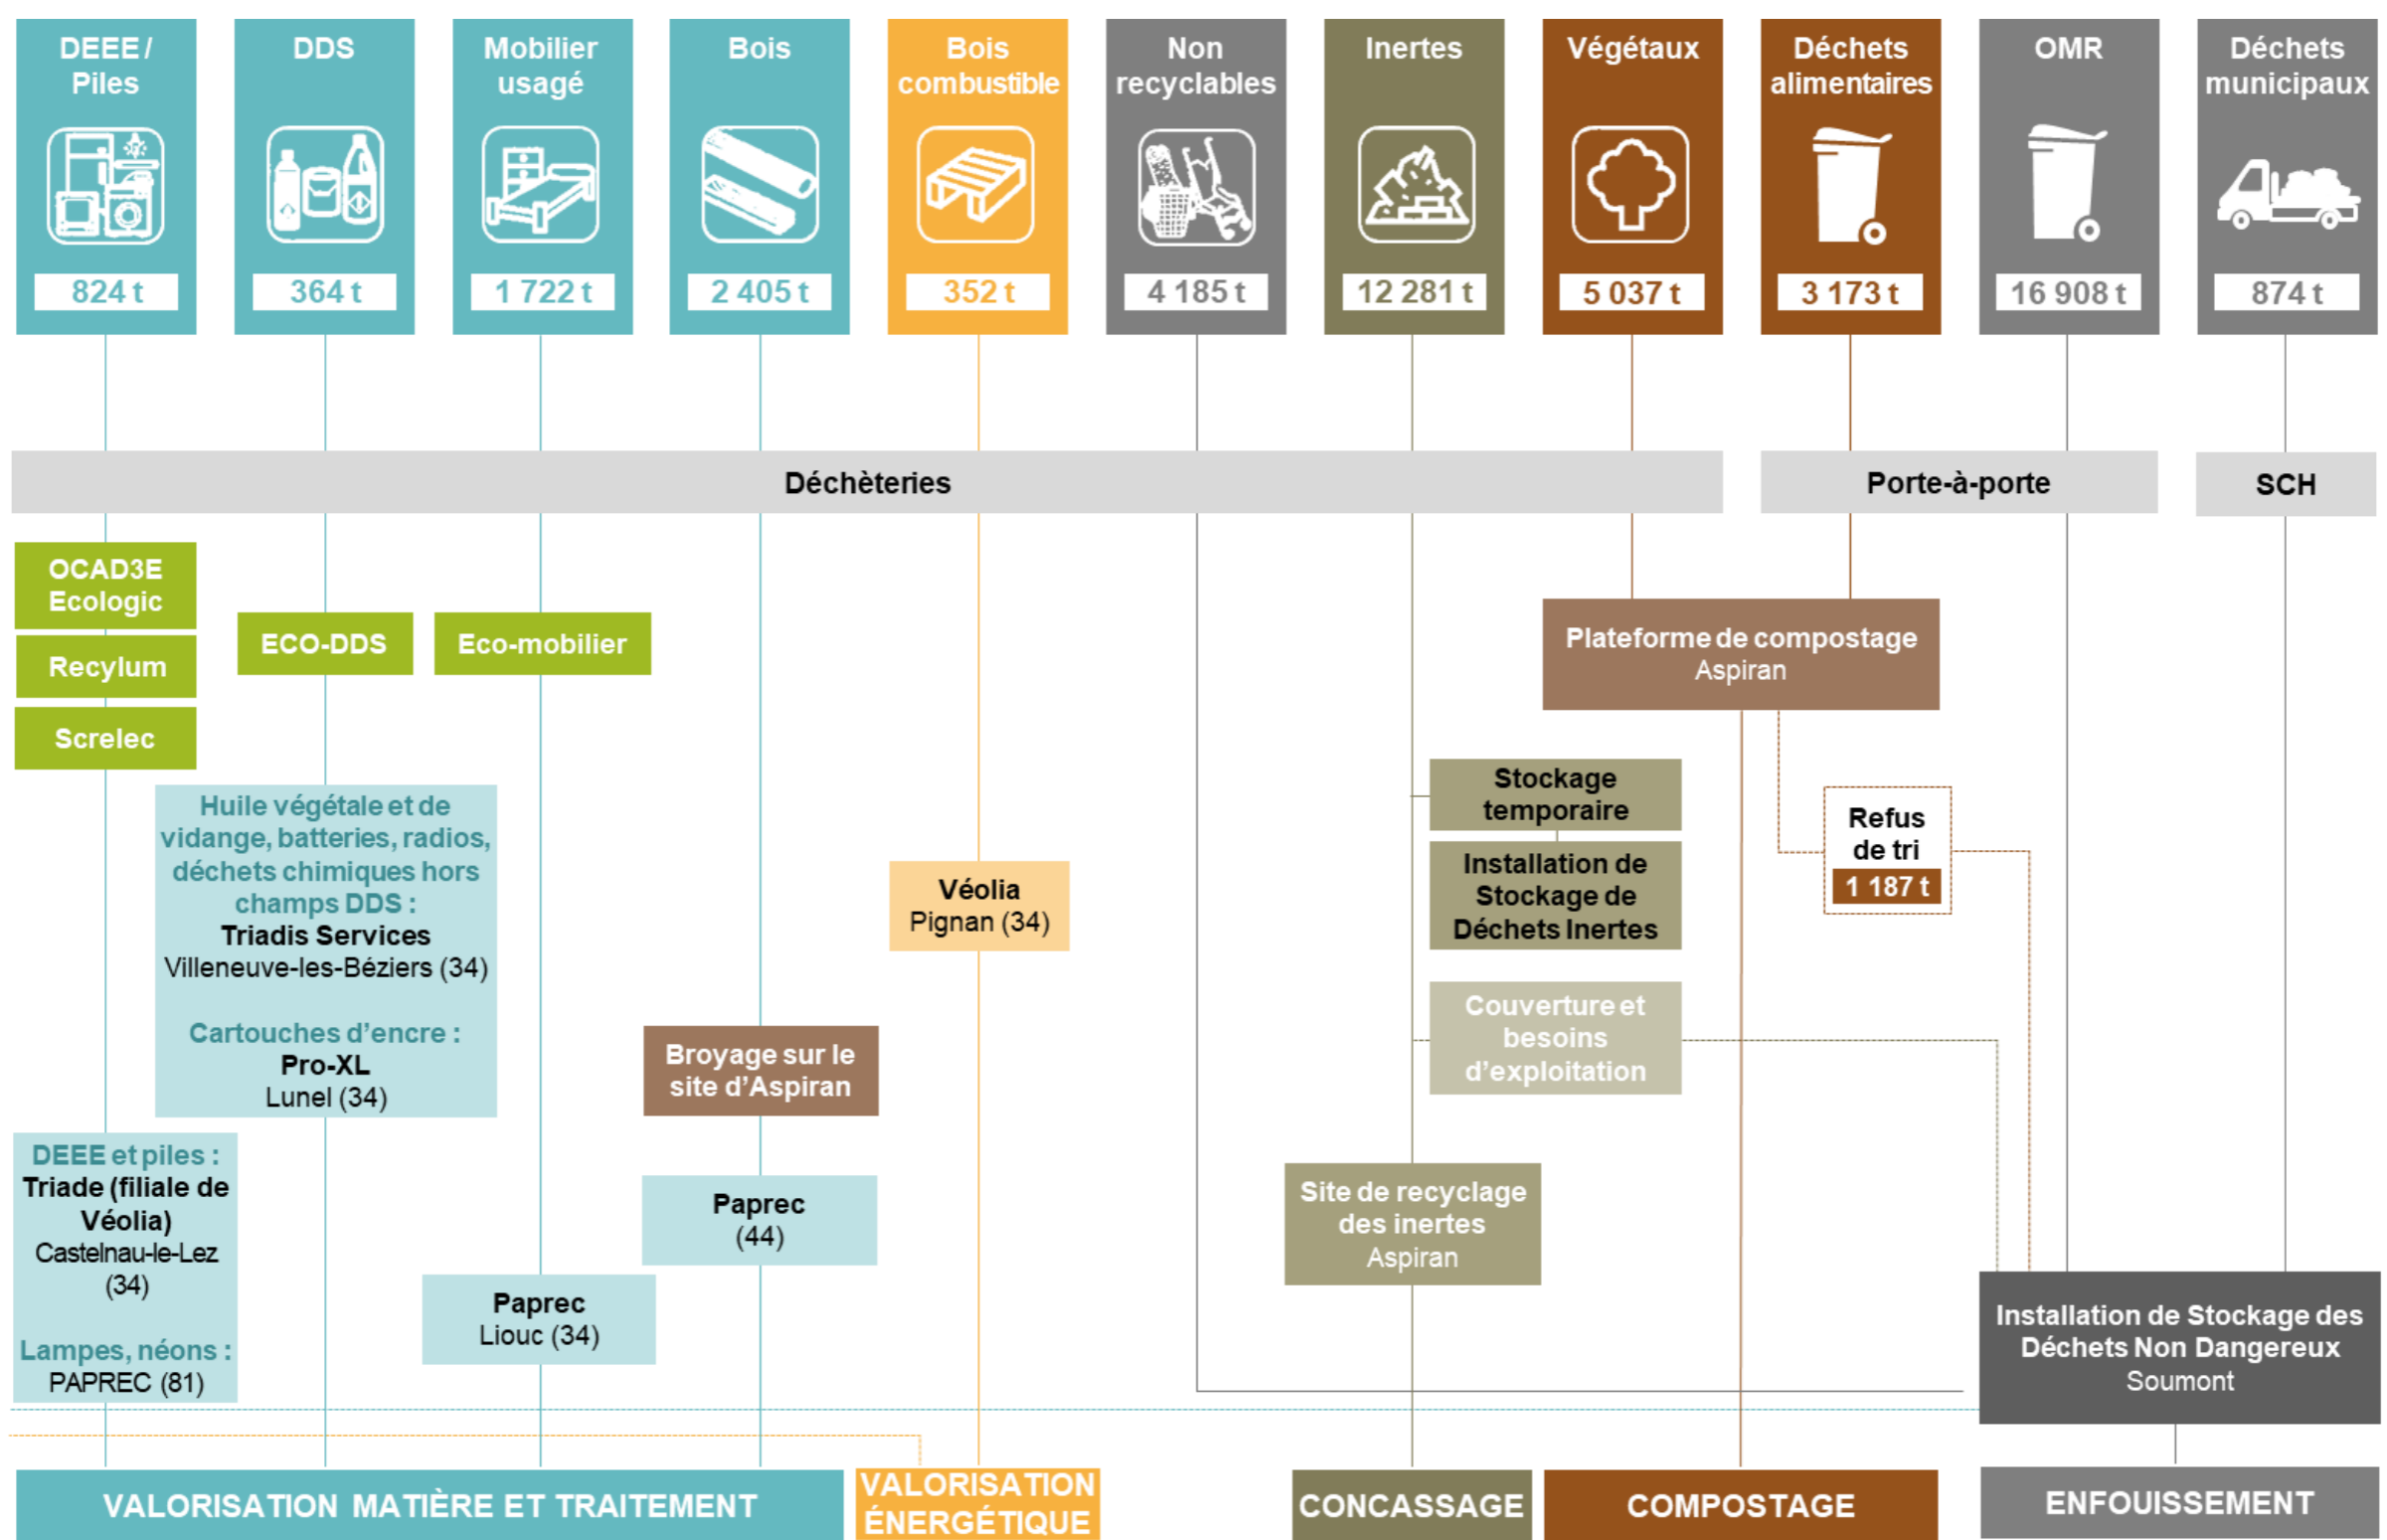 DEEE /
Piles
824 t
DDS
364 t
Mobilier
usagé
1 722 t
Bois
2 405 t
Bois
combustible
352 t
Non
recyclables
4 185 t
Inertes
12 281 t
Végétaux
5 037 t
Déchets
alimentaires
3 173 t
OMR
16 908 t
Déchets
municipaux
874 t
Déchèteries
Porte-à-porte
SCH
OCAD3E
Ecologic
Recylum
Screlec
ECO-DDS
Eco-mobilier
Plateforme de compostage
Aspiran
Huile végétale et de
vidange, batteries, radios,
déchets chimiques hors
champs DDS :
Triadis Services
Villeneuve-les-Béziers (34)
Cartouches d'encre :
Pro-XL
Lunel (34)
Véolia
Pignan (34)
Stockage
temporaire
Installation de
Stockage de
Déchets Inertes
Refus
de tri
1 187 t
Couverture et
besoins
d'exploitation
Broyage sur le
site d'Aspiran
DEEE et piles :
Triade (filiale de
Véolia)
Castelnau-le-Lez
(34)
Lampes, néons :
PAPREC (81)
Paprec
(44)
Paprec
Liouc (34)
Site de recyclage
des inertes
Aspiran
Installation de Stockage des
Déchets Non Dangereux
Soumont
VALORISATION MATIÈRE ET TRAITEMENT
VALORISATION
ÉNERGÉTIQUE
CONCASSAGE
COMPOSTAGE
ENFOUISSEMENT